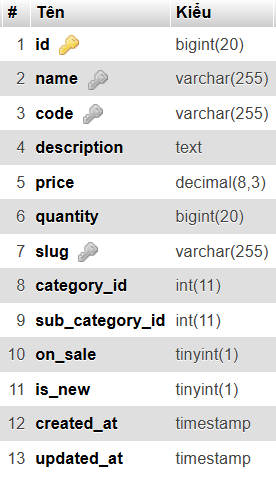 # Tên Kiểu
1 id bigint(20)
2 name varchar(255)
3 code varchar(255)
4 description text
5 price decimal(8,3)
6 quantity bigint(20)
7 slug varchar(255)
8 category_id int(11)
9 sub_category_id int(11)
10 on_sale tinyint(1)
11 is_new tinyint(1)
12 created_at timestamp
13 updated_at timestamp